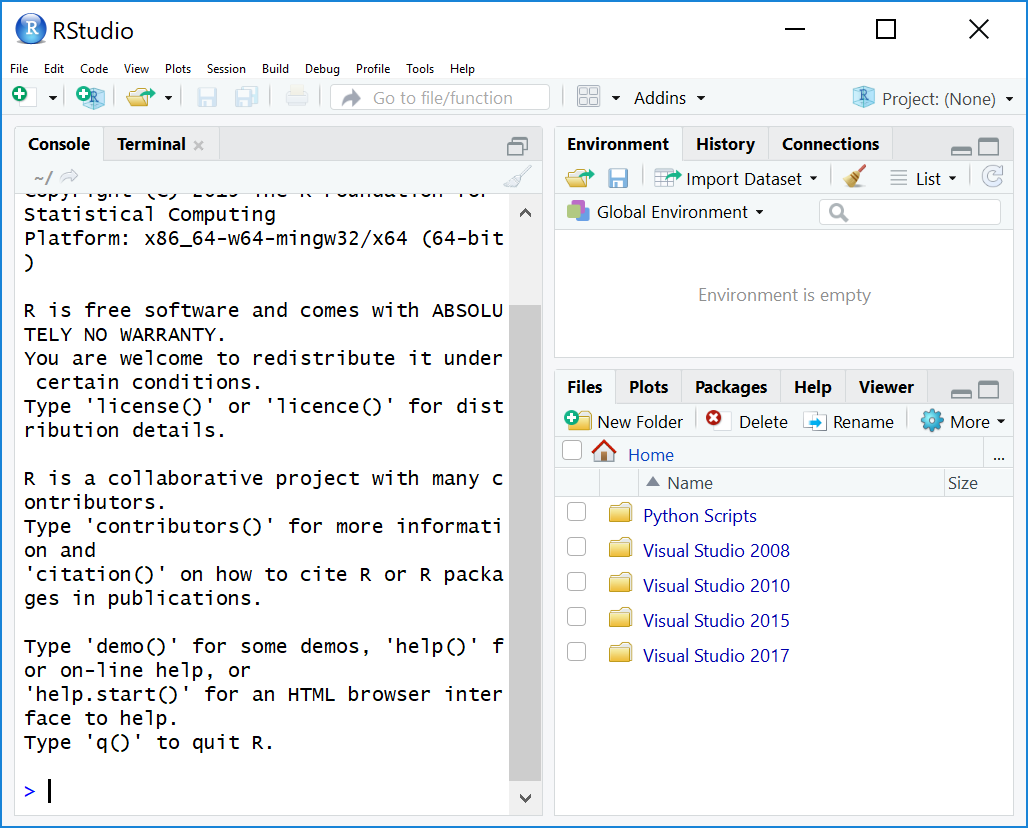 RStudio
File Edit Code View Plots Session Build Debug Profile Tools Help
Go to file/function Addins Project: (None)
Console Terminal
~/
Copyright (C) 2019 The R Foundation for
Statistical Computing
Platform: x86_64-w64-mingw32/x64 (64-bit
)
R is free software and comes with ABSOLU
TELY NO WARRANTY.
You are welcome to redistribute it under
certain conditions.
Type 'license()' or 'licence()' for dist
ribution details.
R is a collaborative project with many c
ontributors.
Type 'contributors()' for more informati
on and
'citation()' on how to cite R or R packa
ges in publications.
Type 'demo()' for some demos, 'help()' f
or on-line help, or
'help.start()' for an HTML browser inter
face to help.
Type 'q()' to quit R.
>
Environment History Connections
Import Dataset List
Global Environment
Environment is empty
Files Plots Packages Help Viewer
New Folder Delete Rename More
Home ...
Name Size
Python Scripts
Visual Studio 2008
Visual Studio 2010
Visual Studio 2015
Visual Studio 2017